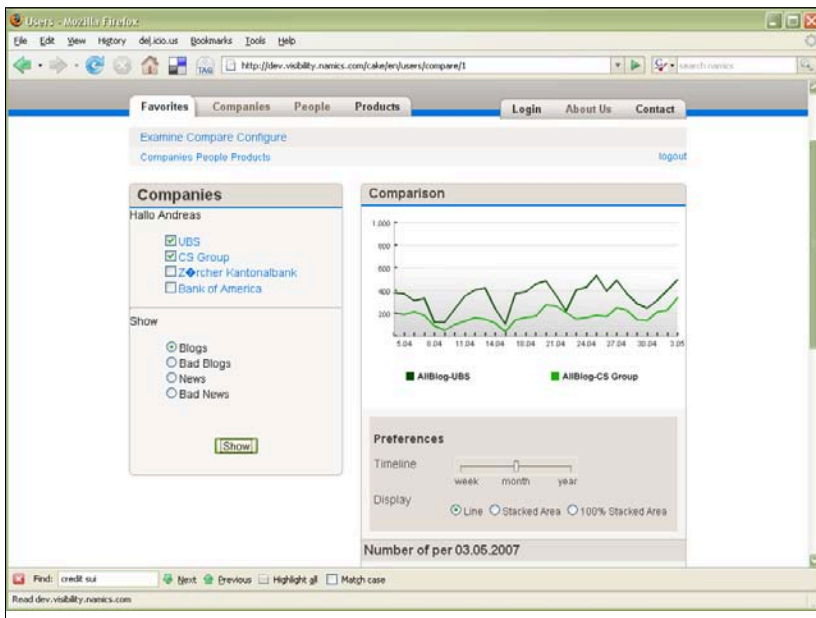 Users - Mozilla Firefox
File Edit View History del.icio.us Bookmarks Tools Help
TAG http://dev.visibility.namics.com/cake/en/users/compare/1 search namics
Favorites Companies People Products Login About Us Contact
Examine Compare Configure
Companies People Products logout
Companies
Hallo Andreas
UBS
CS Group
Z�rcher Kantonalbank
Bank of America
Show
Blogs
Bad Blogs
News
Bad News
Show
Comparison
1.000
800
600
400
200
5.04 8.04 11.04 14.04 18.04 21.04 24.04 27.04 30.04 3.05
AllBlog-UBS AllBlog-CS Group
Preferences
Timeline
week month year
Display
Line Stacked Area 100% Stacked Area
Number of per 03.05.2007
Find: credit sui Next Previous Highlight all Match case
Read dev.visibility.namics.com